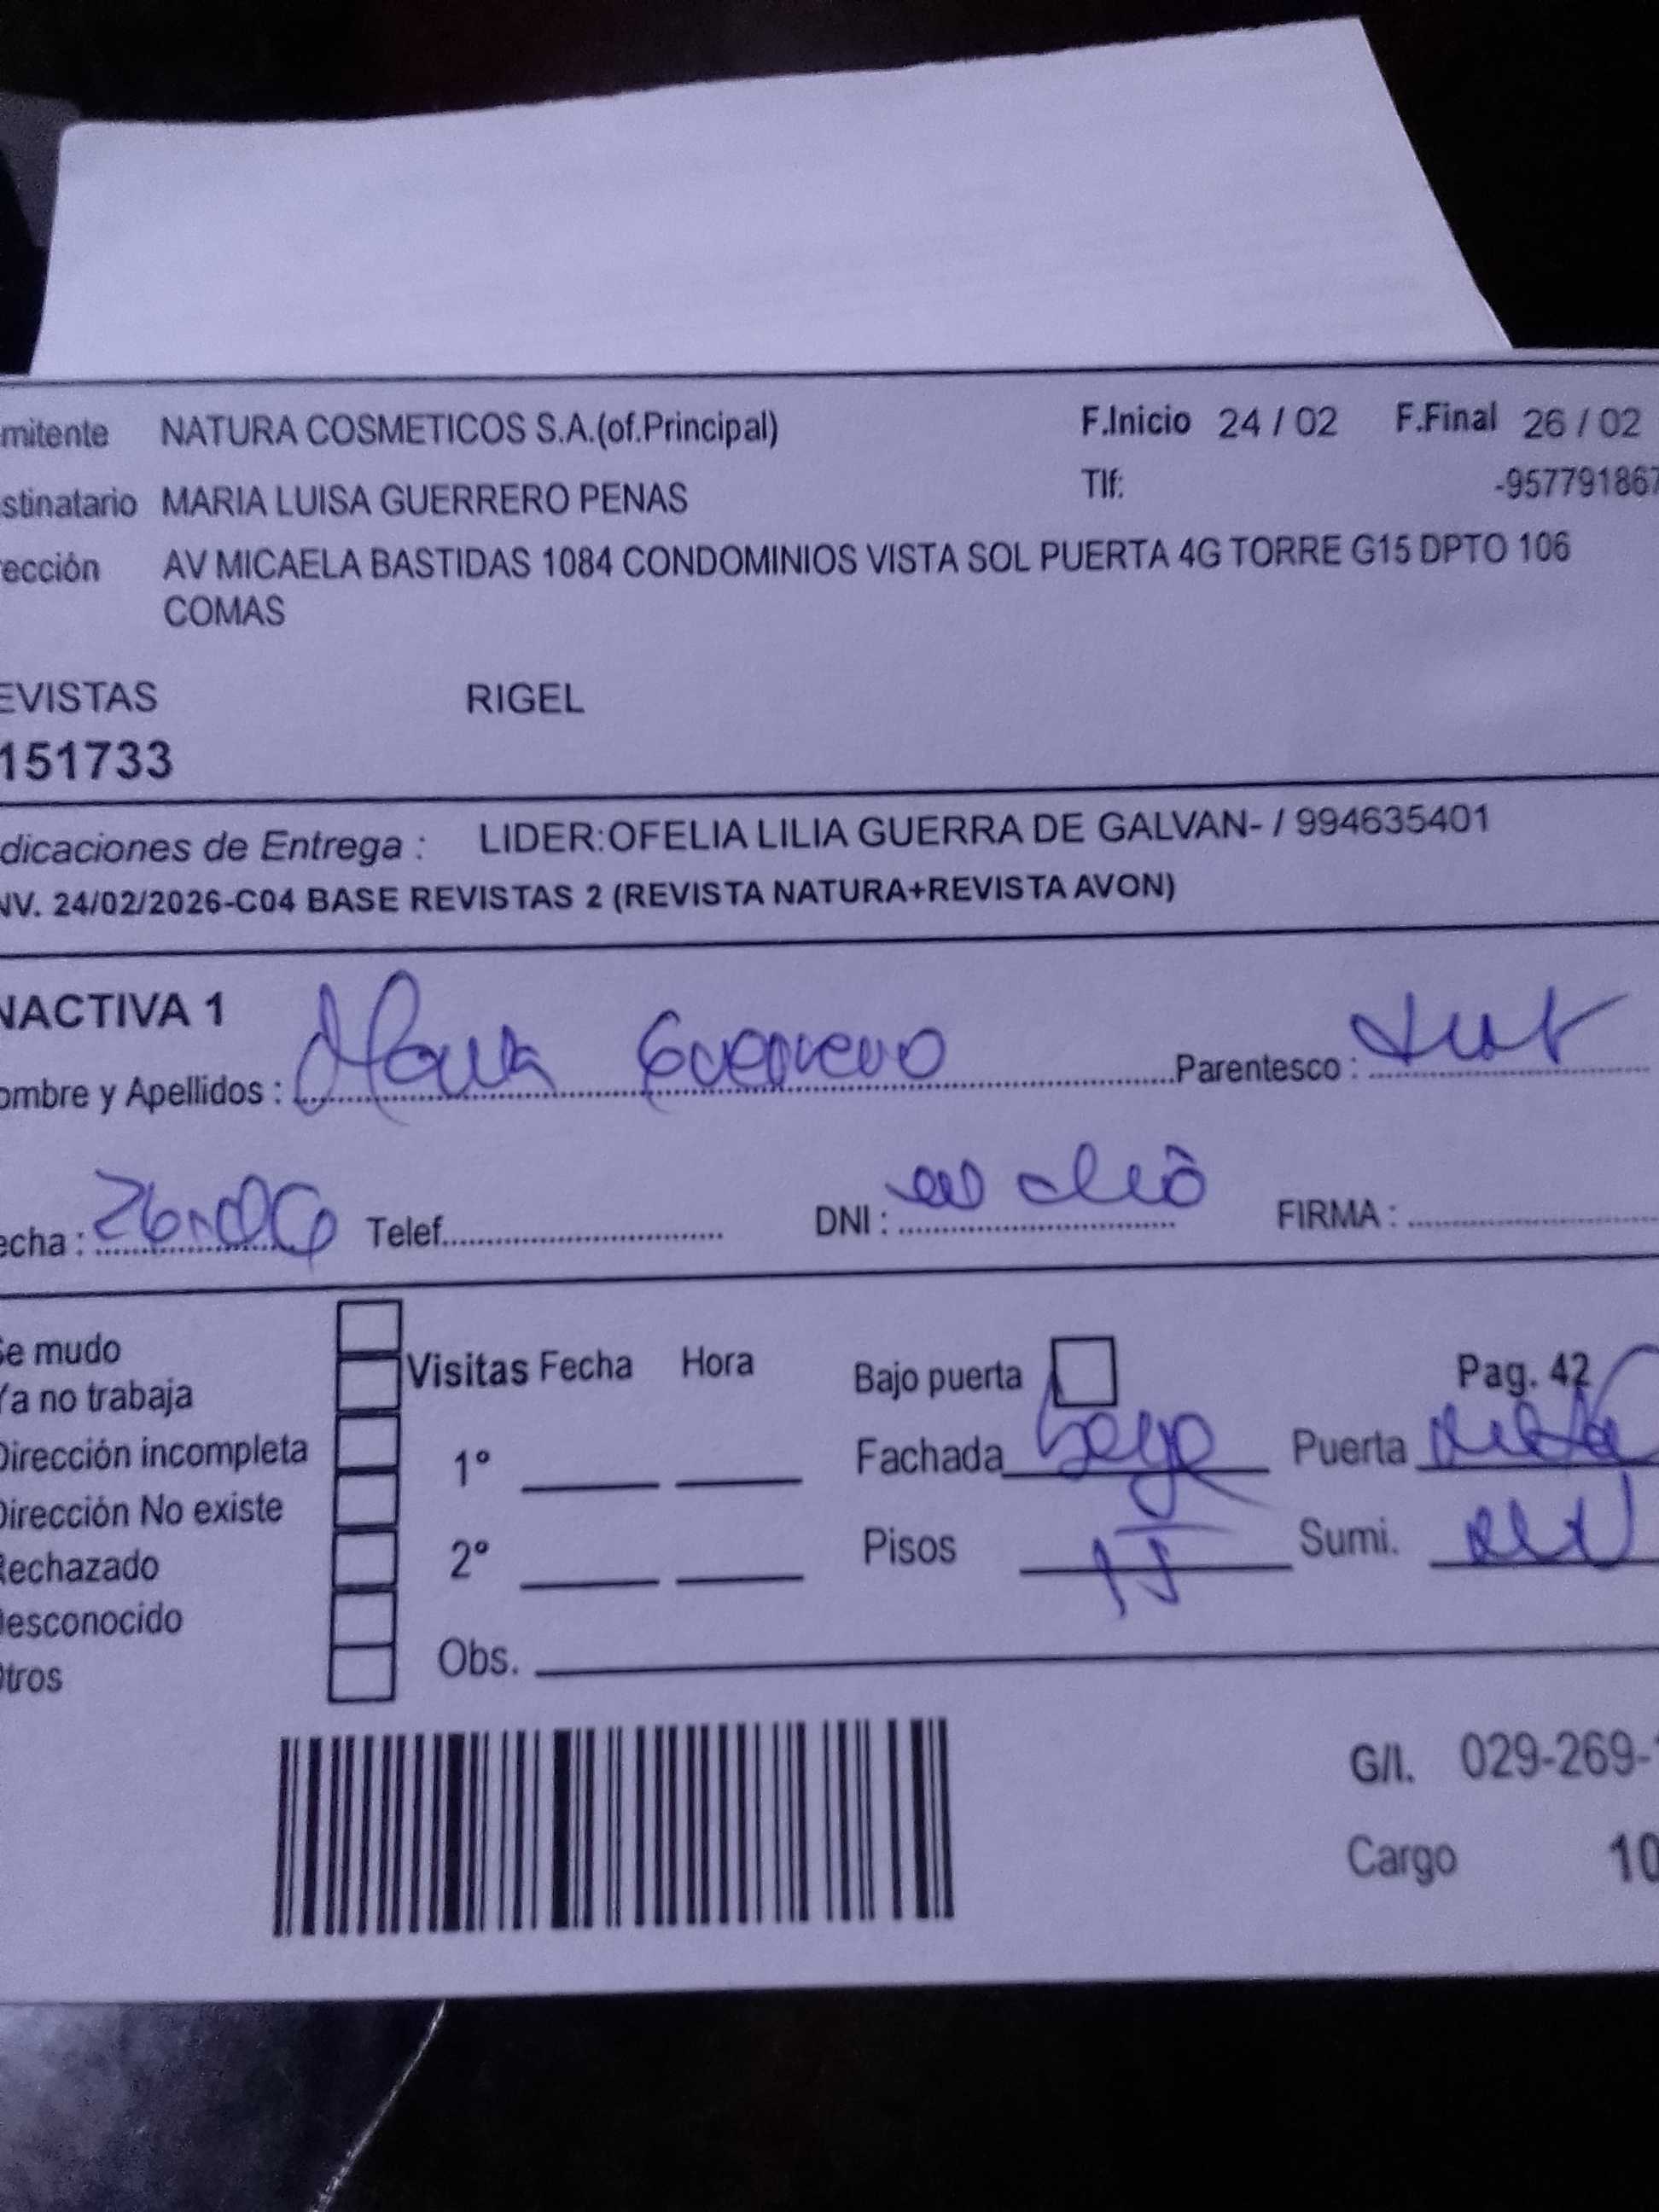 mitente NATURA COSMETICOS S.A.(of.Principal) F.Inicio 24 / 02 F.Final 26 / 02
stinatario MARIA LUISA GUERRERO PENAS Tlf: -957791867
ección AV MICAELA BASTIDAS 1084 CONDOMINIOS VISTA SOL PUERTA 4G TORRE G15 DPTO 106
COMAS
EVISTAS RIGEL
151733
dicaciones de Entrega : LIDER:OFELIA LILIA GUERRA DE GALVAN- / 994635401
NV. 24/02/2026-C04 BASE REVISTAS 2 (REVISTA NATURA+REVISTA AVON)
NACTIVA 1
ombre y Apellidos : Maria Guerrero Parentesco :
echa : Telef. DNI : FIRMA :
Se mudo
Ya no trabaja Visitas Fecha Hora Bajo puerta Pag. 42
Dirección incompleta 1° Fachada beige Puerta
Dirección No existe
Rechazado 2° Pisos 15 Sumi.
Desconocido
Otros Obs.
G/I. 029-269-
Cargo 10